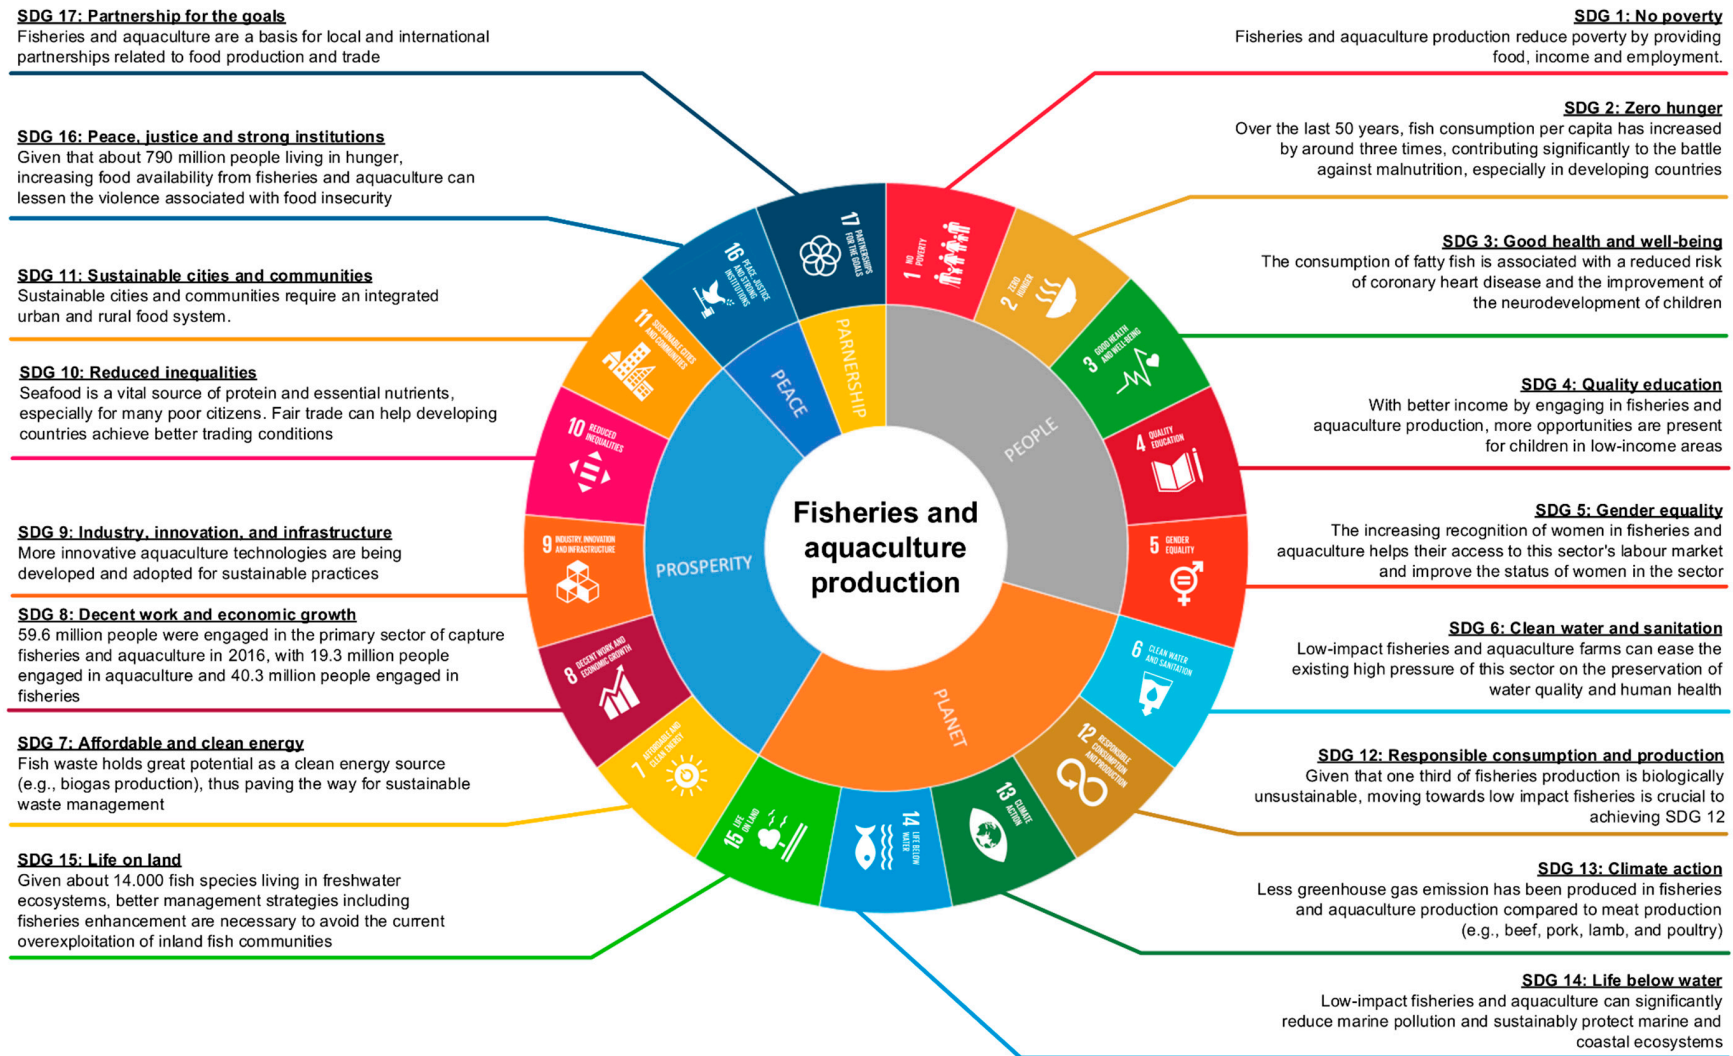 SDG 17: Partnership for the goals
Fisheries and aquaculture are a basis for local and international
partnerships related to food production and trade
SDG 16: Peace, justice and strong institutions
Given that about 790 million people living in hunger,
increasing food availability from fisheries and aquaculture can
lessen the violence associated with food insecurity
SDG 11: Sustainable cities and communities
Sustainable cities and communities require an integrated
urban and rural food system.
SDG 10: Reduced inequalities
Seafood is a vital source of protein and essential nutrients,
especially for many poor citizens. Fair trade can help developing
countries achieve better trading conditions
SDG 9: Industry, innovation, and infrastructure
More innovative aquaculture technologies are being
developed and adopted for sustainable practices
SDG 8: Decent work and economic growth
59.6 million people were engaged in the primary sector of capture
fisheries and aquaculture in 2016, with 19.3 million people
engaged in aquaculture and 40.3 million people engaged in
fisheries
SDG 7: Affordable and clean energy
Fish waste holds great potential as a clean energy source
(e.g., biogas production), thus paving the way for sustainable
waste management
SDG 15: Life on land
Given about 14.000 fish species living in freshwater
ecosystems, better management strategies including
fisheries enhancement are necessary to avoid the current
overexploitation of inland fish communities
SDG 1: No poverty
Fisheries and aquaculture production reduce poverty by providing
food, income and employment.
SDG 2: Zero hunger
Over the last 50 years, fish consumption per capita has increased
by around three times, contributing significantly to the battle
against malnutrition, especially in developing countries
SDG 3: Good health and well-being
The consumption of fatty fish is associated with a reduced risk
of coronary heart disease and the improvement of
the neurodevelopment of children
SDG 4: Quality education
With better income by engaging in fisheries and
aquaculture production, more opportunities are present
for children in low-income areas
SDG 5: Gender equality
The increasing recognition of women in fisheries and
aquaculture helps their access to this sector's labour market
and improve the status of women in the sector
SDG 6: Clean water and sanitation
Low-impact fisheries and aquaculture farms can ease the
existing high pressure of this sector on the preservation of
water quality and human health
SDG 12: Responsible consumption and production
Given that one third of fisheries production is biologically
unsustainable, moving towards low impact fisheries is crucial to
achieving SDG 12
SDG 13: Climate action
Less greenhouse gas emission has been produced in fisheries
and aquaculture production compared to meat production
(e.g., beef, pork, lamb, and poultry)
SDG 14: Life below water
Low-impact fisheries and aquaculture can significantly
reduce marine pollution and sustainably protect marine and
coastal ecosystems
1 NO
POVERTY
2 ZERO
HUNGER
3 GOOD HEALTH
AND WELL-BEING
4 QUALITY
EDUCATION
5 GENDER
EQUALITY
6 CLEAN WATER
AND SANITATION
12 RESPONSIBLE
CONSUMPTION
AND PRODUCTION
13 CLIMATE
ACTION
14 LIFE BELOW
WATER
15 LIFE
ON LAND
7 AFFORDABLE AND
CLEAN ENERGY
8 DECENT WORK AND
ECONOMIC GROWTH
9 INDUSTRY, INNOVATION
AND INFRASTRUCTURE
10 REDUCED
INEQUALITIES
11 SUSTAINABLE CITIES
AND COMMUNITIES
16 PEACE, JUSTICE
AND STRONG
INSTITUTIONS
17 PARTNERSHIPS
FOR THE GOALS
PEOPLE
PLANET
PROSPERITY
PEACE
PARNERSHIP
Fisheries and
aquaculture
production